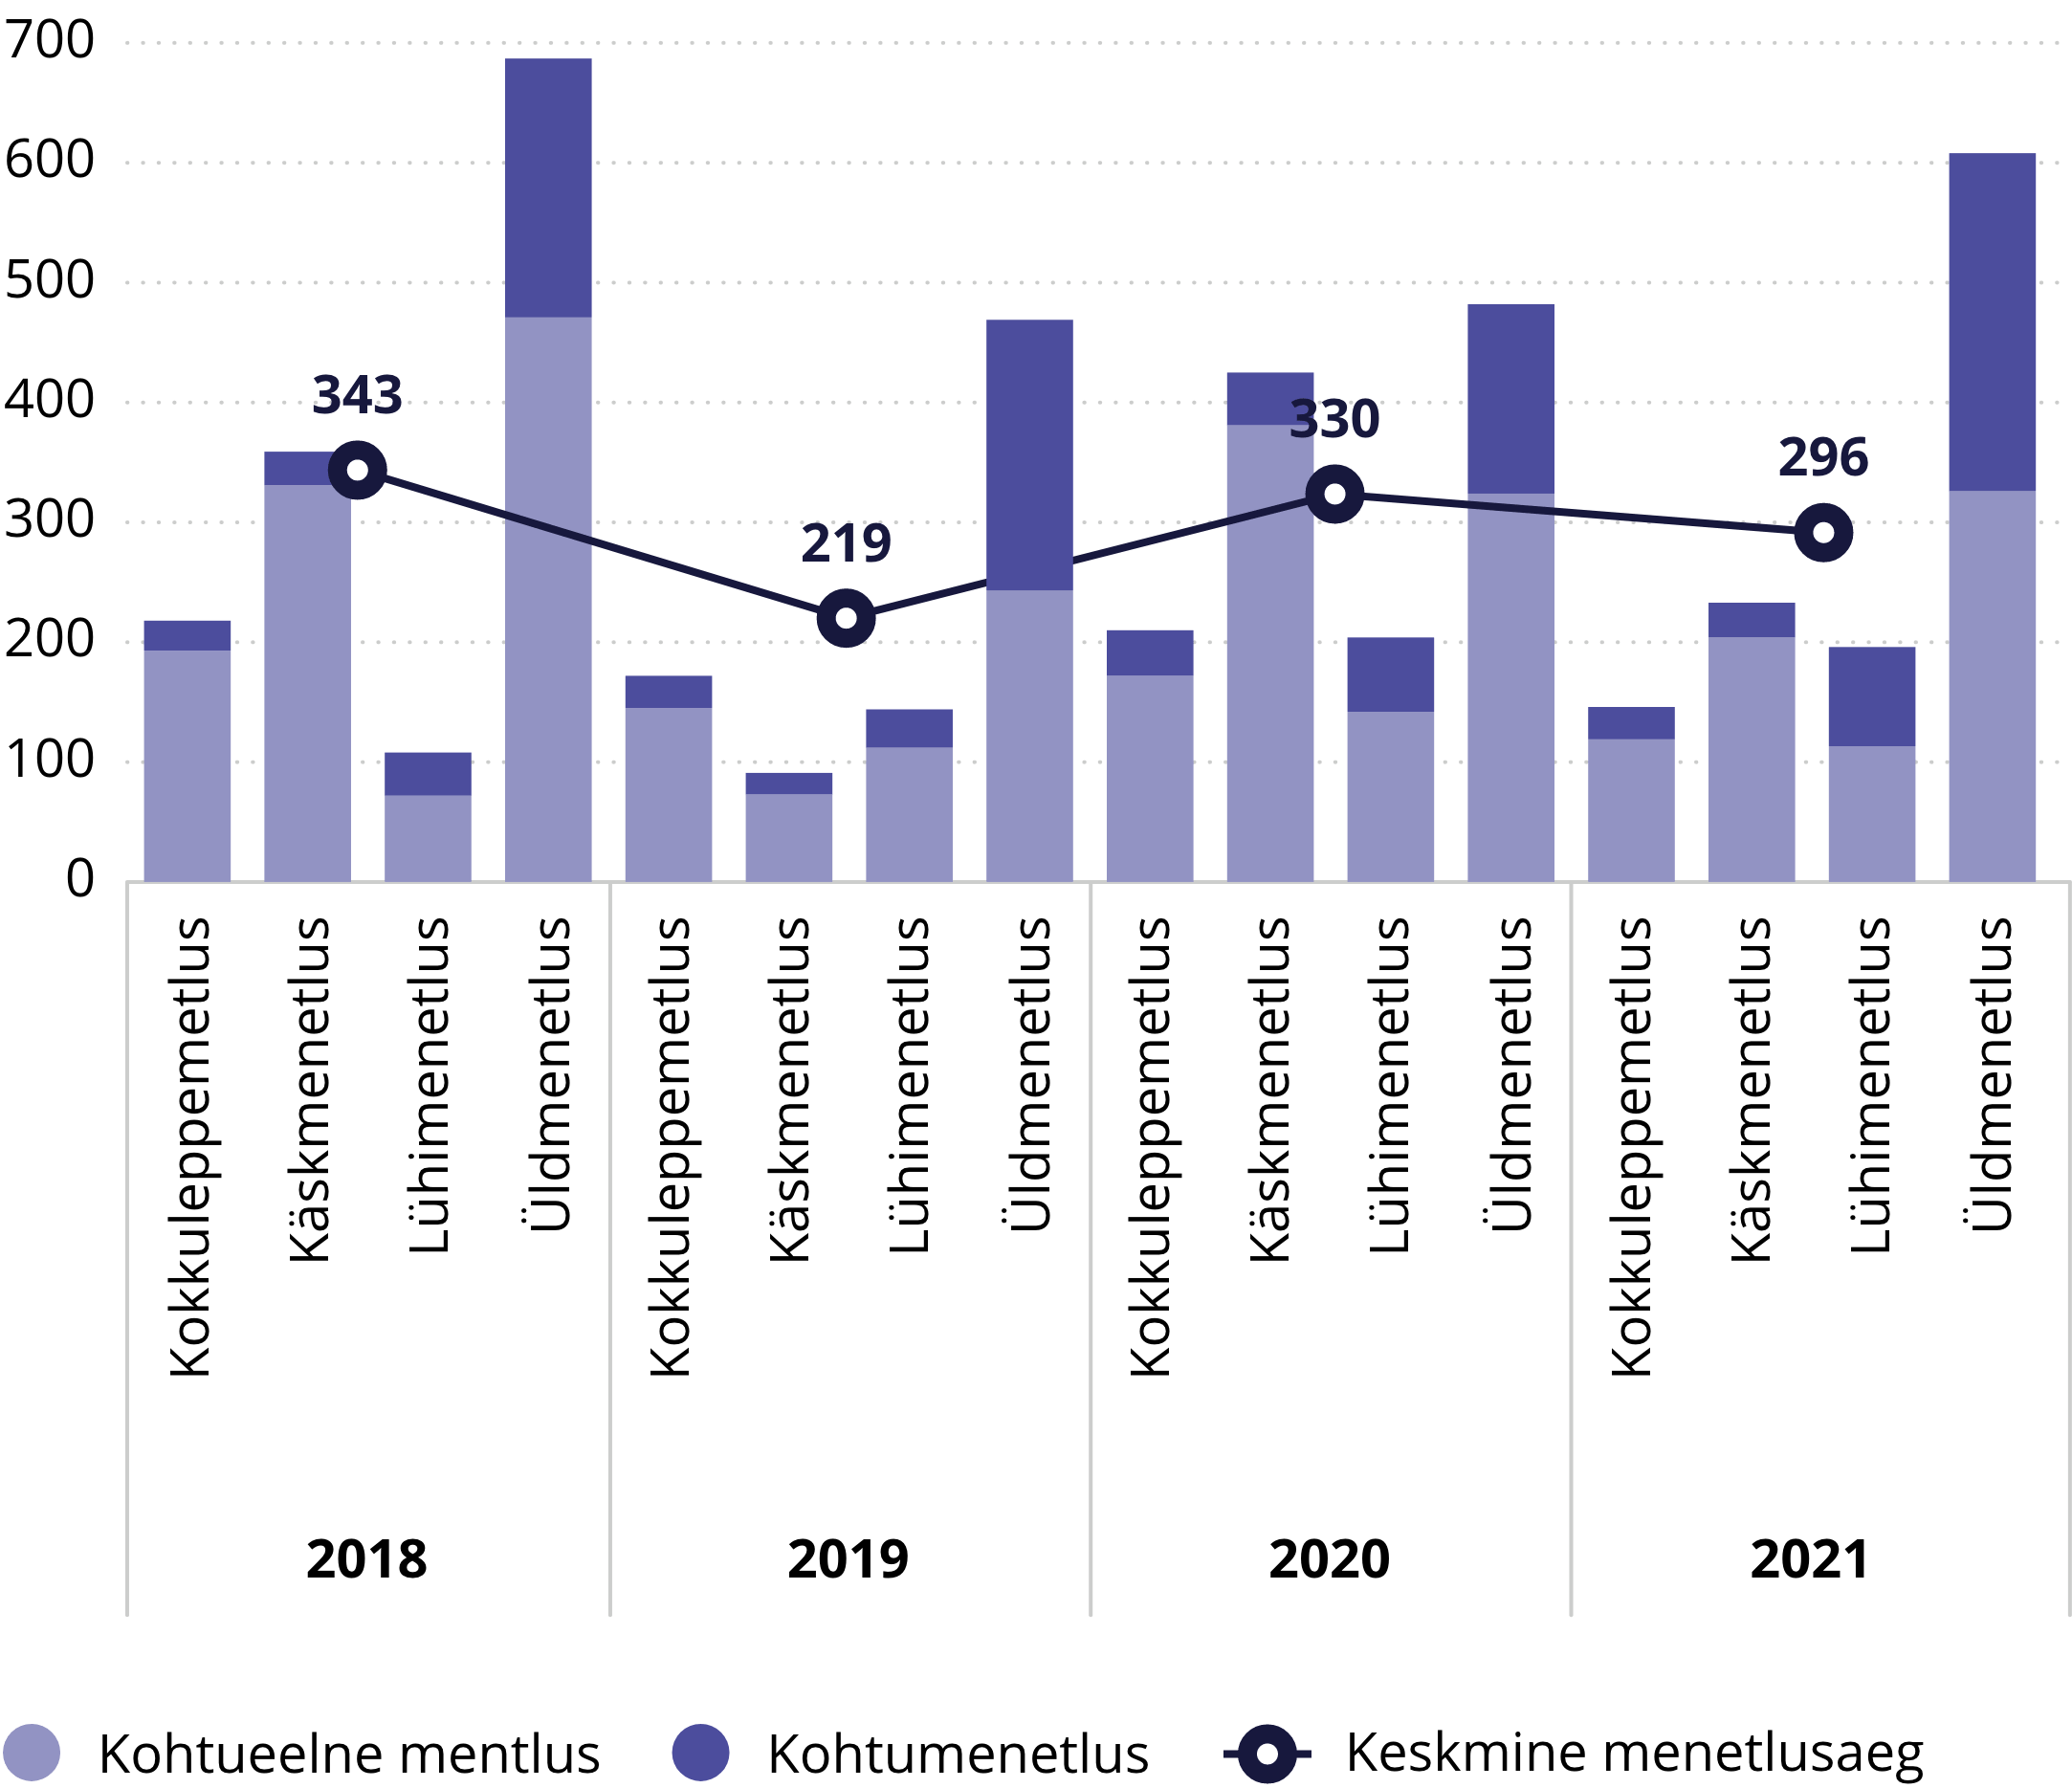 700
600
500
400
300
200
100
0
343
219
330
296
Kokkuleppemetlus
Käskmenetlus
Lühimenetlus
Üldmenetlus
Kokkuleppemetlus
Käskmenetlus
Lühimenetlus
Üldmenetlus
Kokkuleppemetlus
Käskmenetlus
Lühimenetlus
Üldmenetlus
Kokkuleppemetlus
Käskmenetlus
Lühimenetlus
Üldmenetlus
2018
2019
2020
2021
Kohtueelne mentlus
Kohtumenetlus
Keskmine menetlusaeg